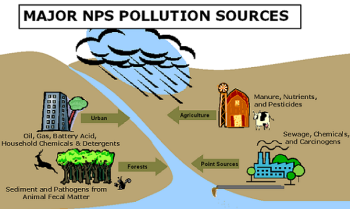 MAJOR NPS POLLUTION SOURCES
Urban
Oil, Gas, Battery Acid,
Household Chemicals & Detergents
Agriculture
Manure, Nutrients,
and Pesticides
Forests
Sediment and Pathogens from
Animal Fecal Matter
Point Sources
Sewage, Chemicals,
and Carcinogens